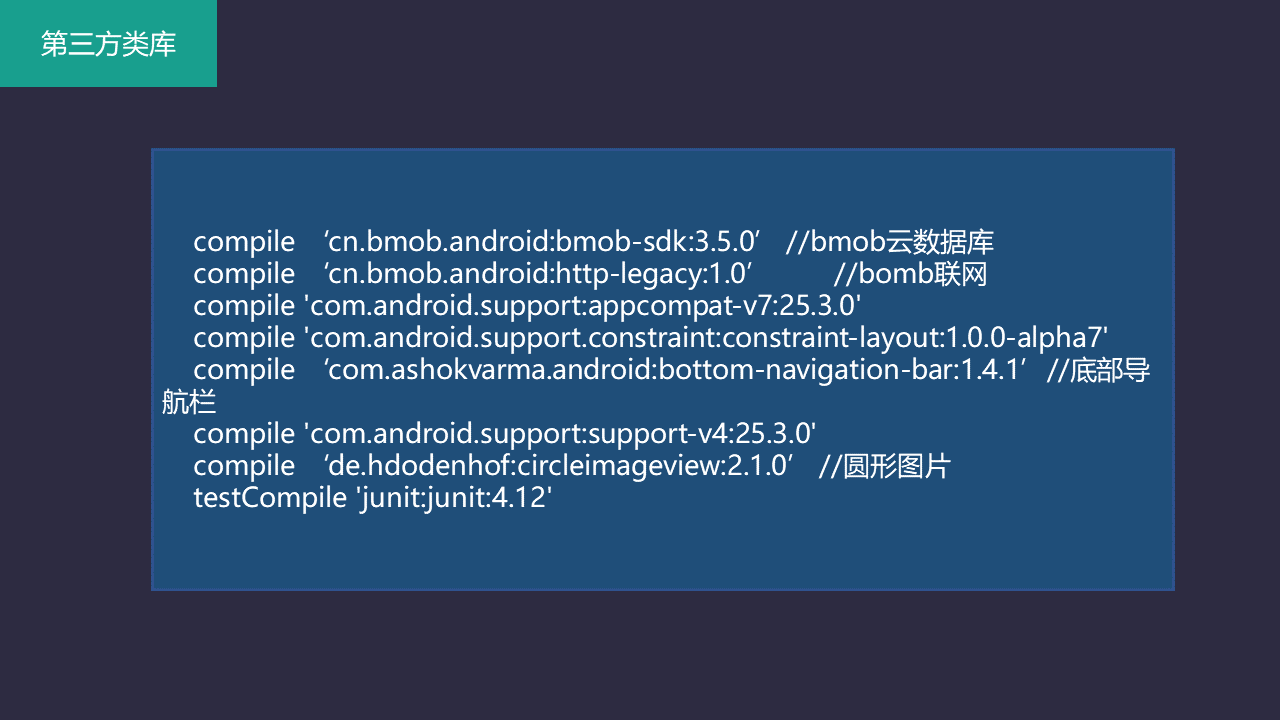 第三方类库
compile ‘cn.bmob.android:bmob-sdk:3.5.0’ //bmob云数据库
compile ‘cn.bmob.android:http-legacy:1.0’ //bomb联网
compile 'com.android.support:appcompat-v7:25.3.0'
compile 'com.android.support.constraint:constraint-layout:1.0.0-alpha7'
compile ‘com.ashokvarma.android:bottom-navigation-bar:1.4.1’ //底部导
航栏
compile 'com.android.support:support-v4:25.3.0'
compile ‘de.hdodenhof:circleimageview:2.1.0’ //圆形图片
testCompile 'junit:junit:4.12'